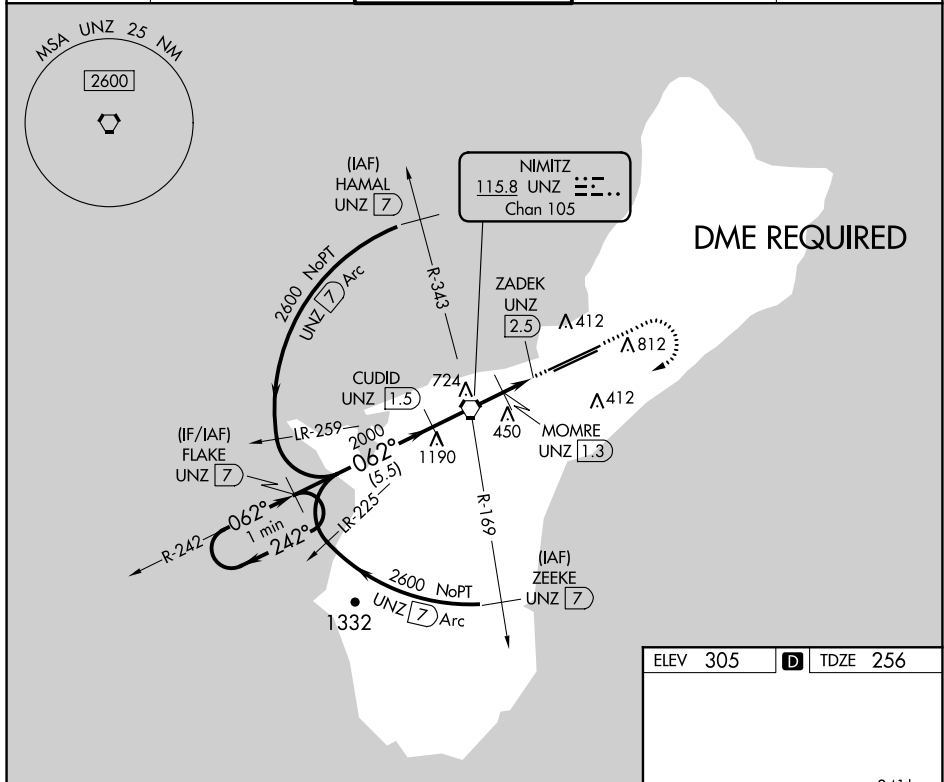 MSA UNZ 25 NM
2600
(IAF)
HAMAL
UNZ 7
NIMITZ
115.8 UNZ
Chan 105
DME REQUIRED
2600 NoPT
UNZ 7 Arc
R-343
ZADEK
UNZ
2.5
412
812
CUDID
UNZ 1.5
724
412
450
MOMRE
UNZ 1.3
LR-259
2000
062°
(5.5)
1190
(IF/IAF)
FLAKE
UNZ 7
LR-225
R-169
062°
1 min
242°
R-242
(IAF)
ZEEKE
UNZ 7
2600 NoPT
UNZ 7 Arc
1332
ELEV 305 D TDZE 256